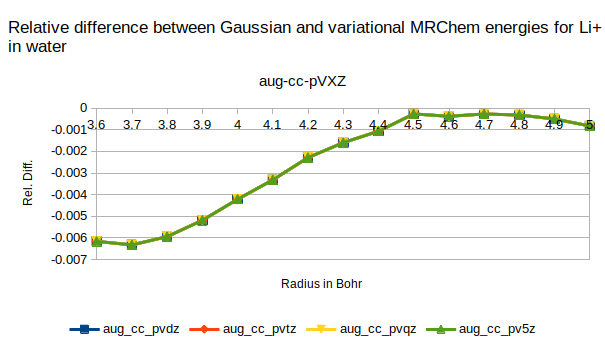 Relative difference between Gaussian and variational MRChem energies for Li+
in water
aug-cc-pVXZ
0
3.6 3.7 3.8 3.9 4 4.1 4.2 4.3 4.4 4.5 4.6 4.7 4.8 4.9 5
-0.001
-0.002
-0.003
-0.004
-0.005
-0.006
-0.007
Rel. Diff.
Radius in Bohr
aug_cc_pvdz aug_cc_pvtz aug_cc_pvqz aug_cc_pv5z